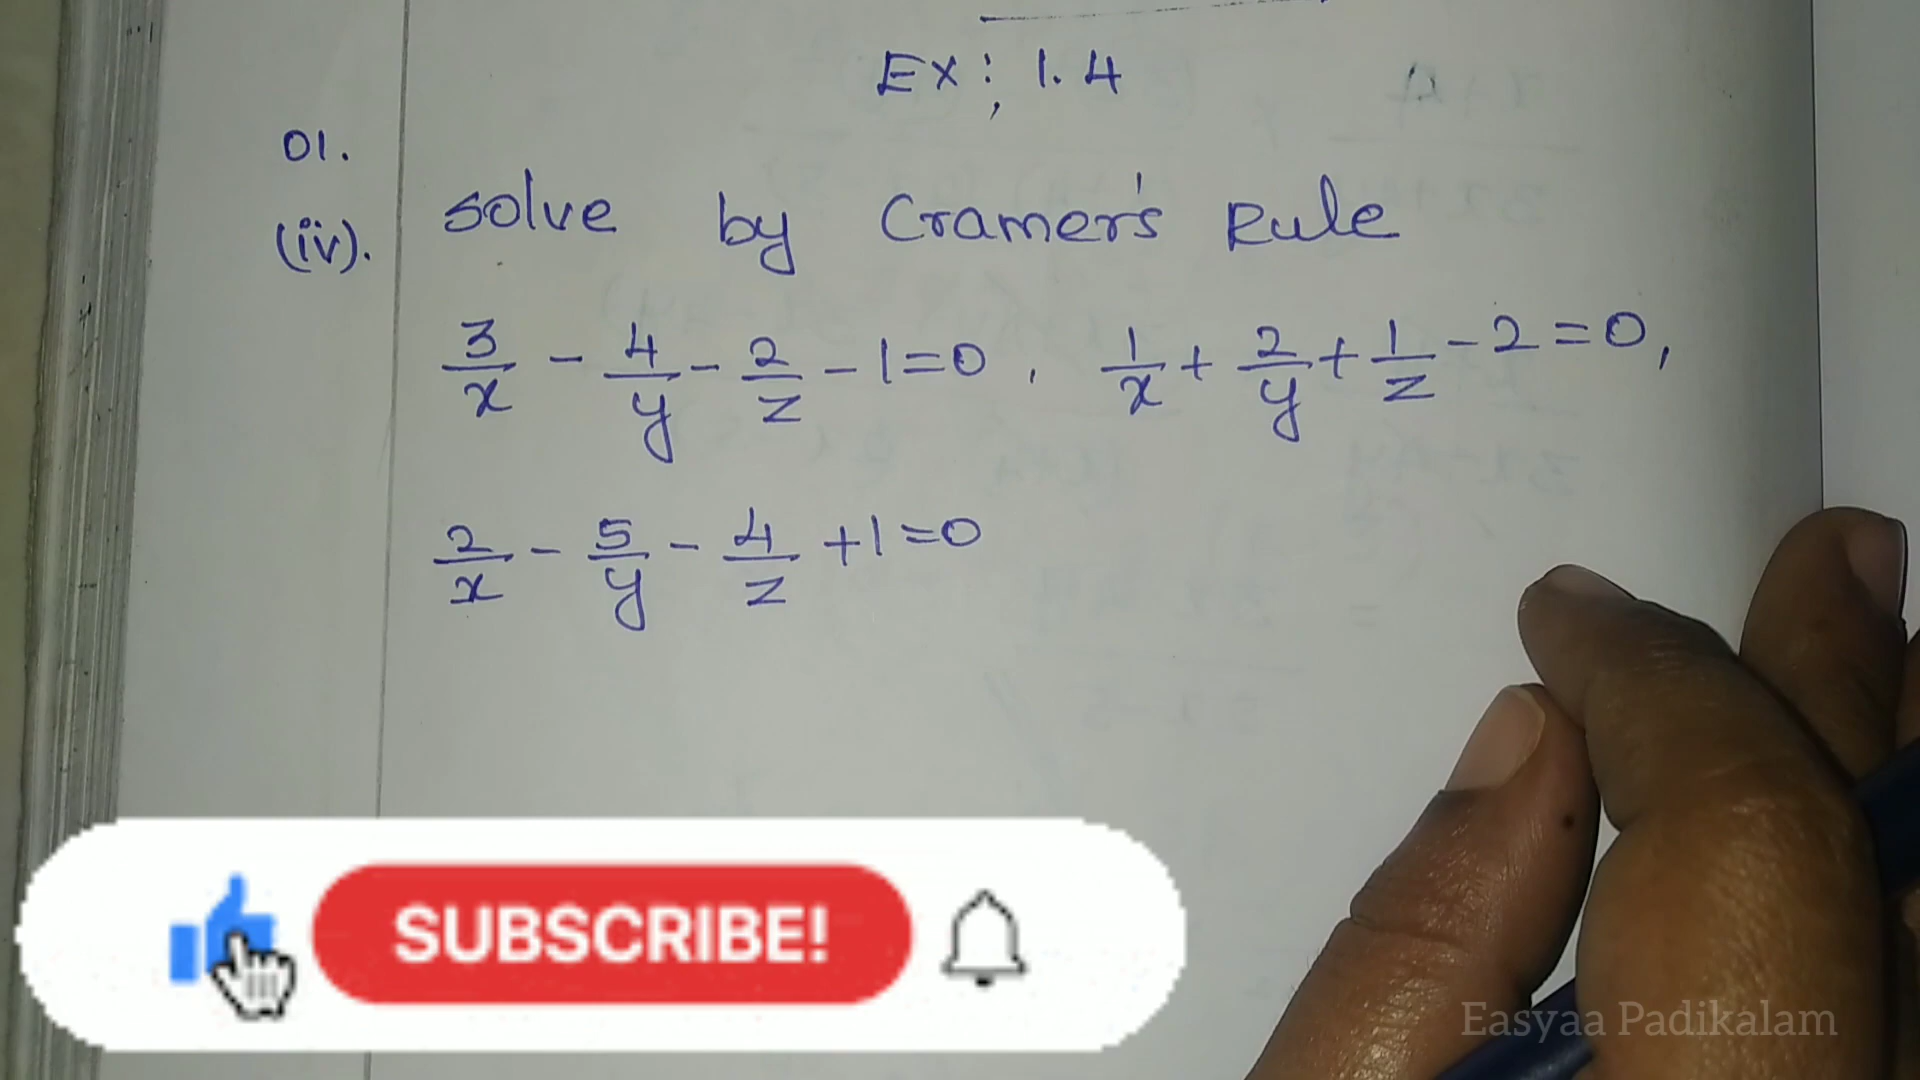 Ex: 1.4
01.
(iv). solve by Cramer's Rule
3/x - 4/y - 2/z - 1 = 0, 1/x + 2/y + 1/z - 2 = 0,
2/x - 5/y - 4/z + 1 = 0
SUBSCRIBE!
Easyaa Padikalam